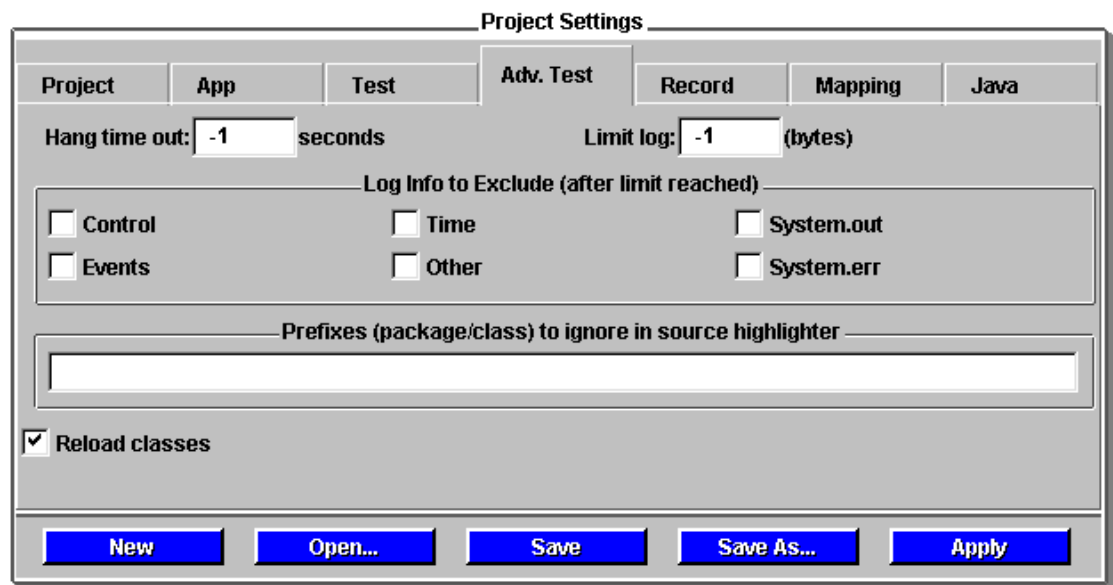 Project Settings
Project App Test Adv. Test Record Mapping Java
Hang time out: -1 seconds Limit log: -1 (bytes)
Log Info to Exclude (after limit reached)
Control Time System.out
Events Other System.err
Prefixes (package/class) to ignore in source highlighter
Reload classes
New Open... Save Save As... Apply